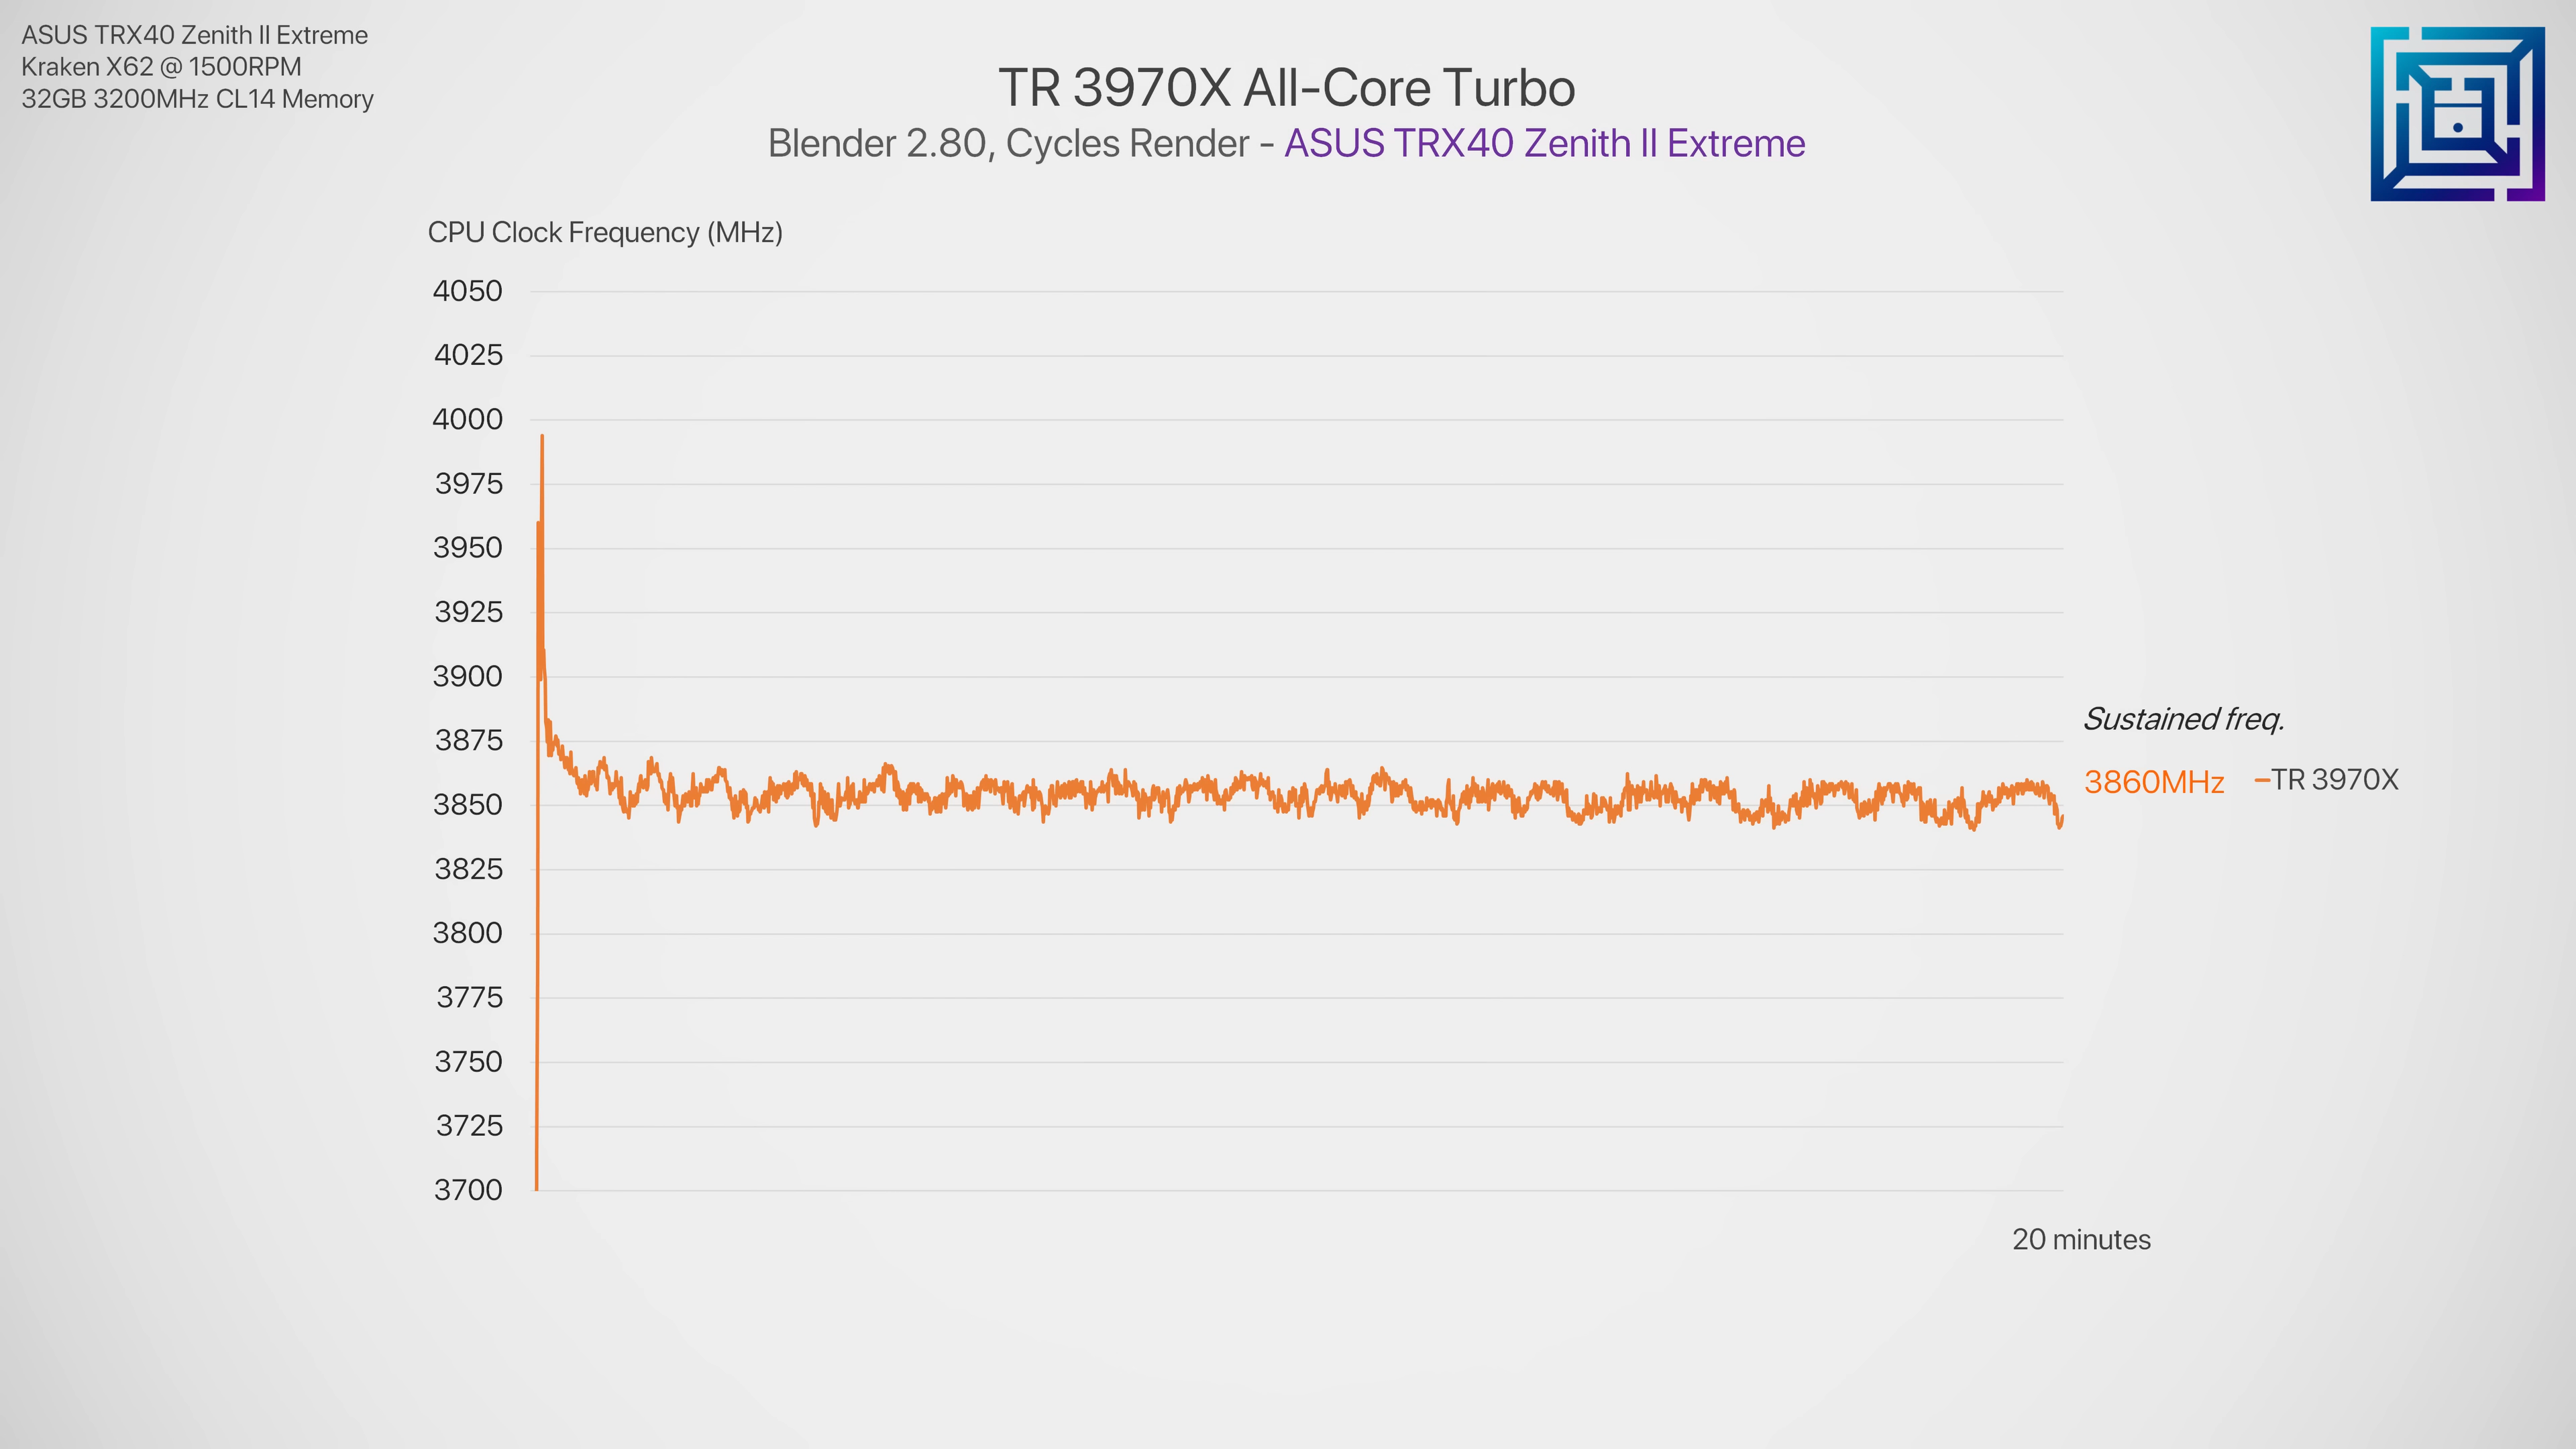 ASUS TRX40 Zenith II Extreme
Kraken X62 @ 1500RPM
32GB 3200MHz CL14 Memory
TR 3970X All-Core Turbo
Blender 2.80, Cycles Render - ASUS TRX40 Zenith II Extreme
CPU Clock Frequency (MHz)
4050
4025
4000
3975
3950
3925
3900
3875
3850
3825
3800
3775
3750
3725
3700
Sustained freq.
3860MHz TR 3970X
20 minutes